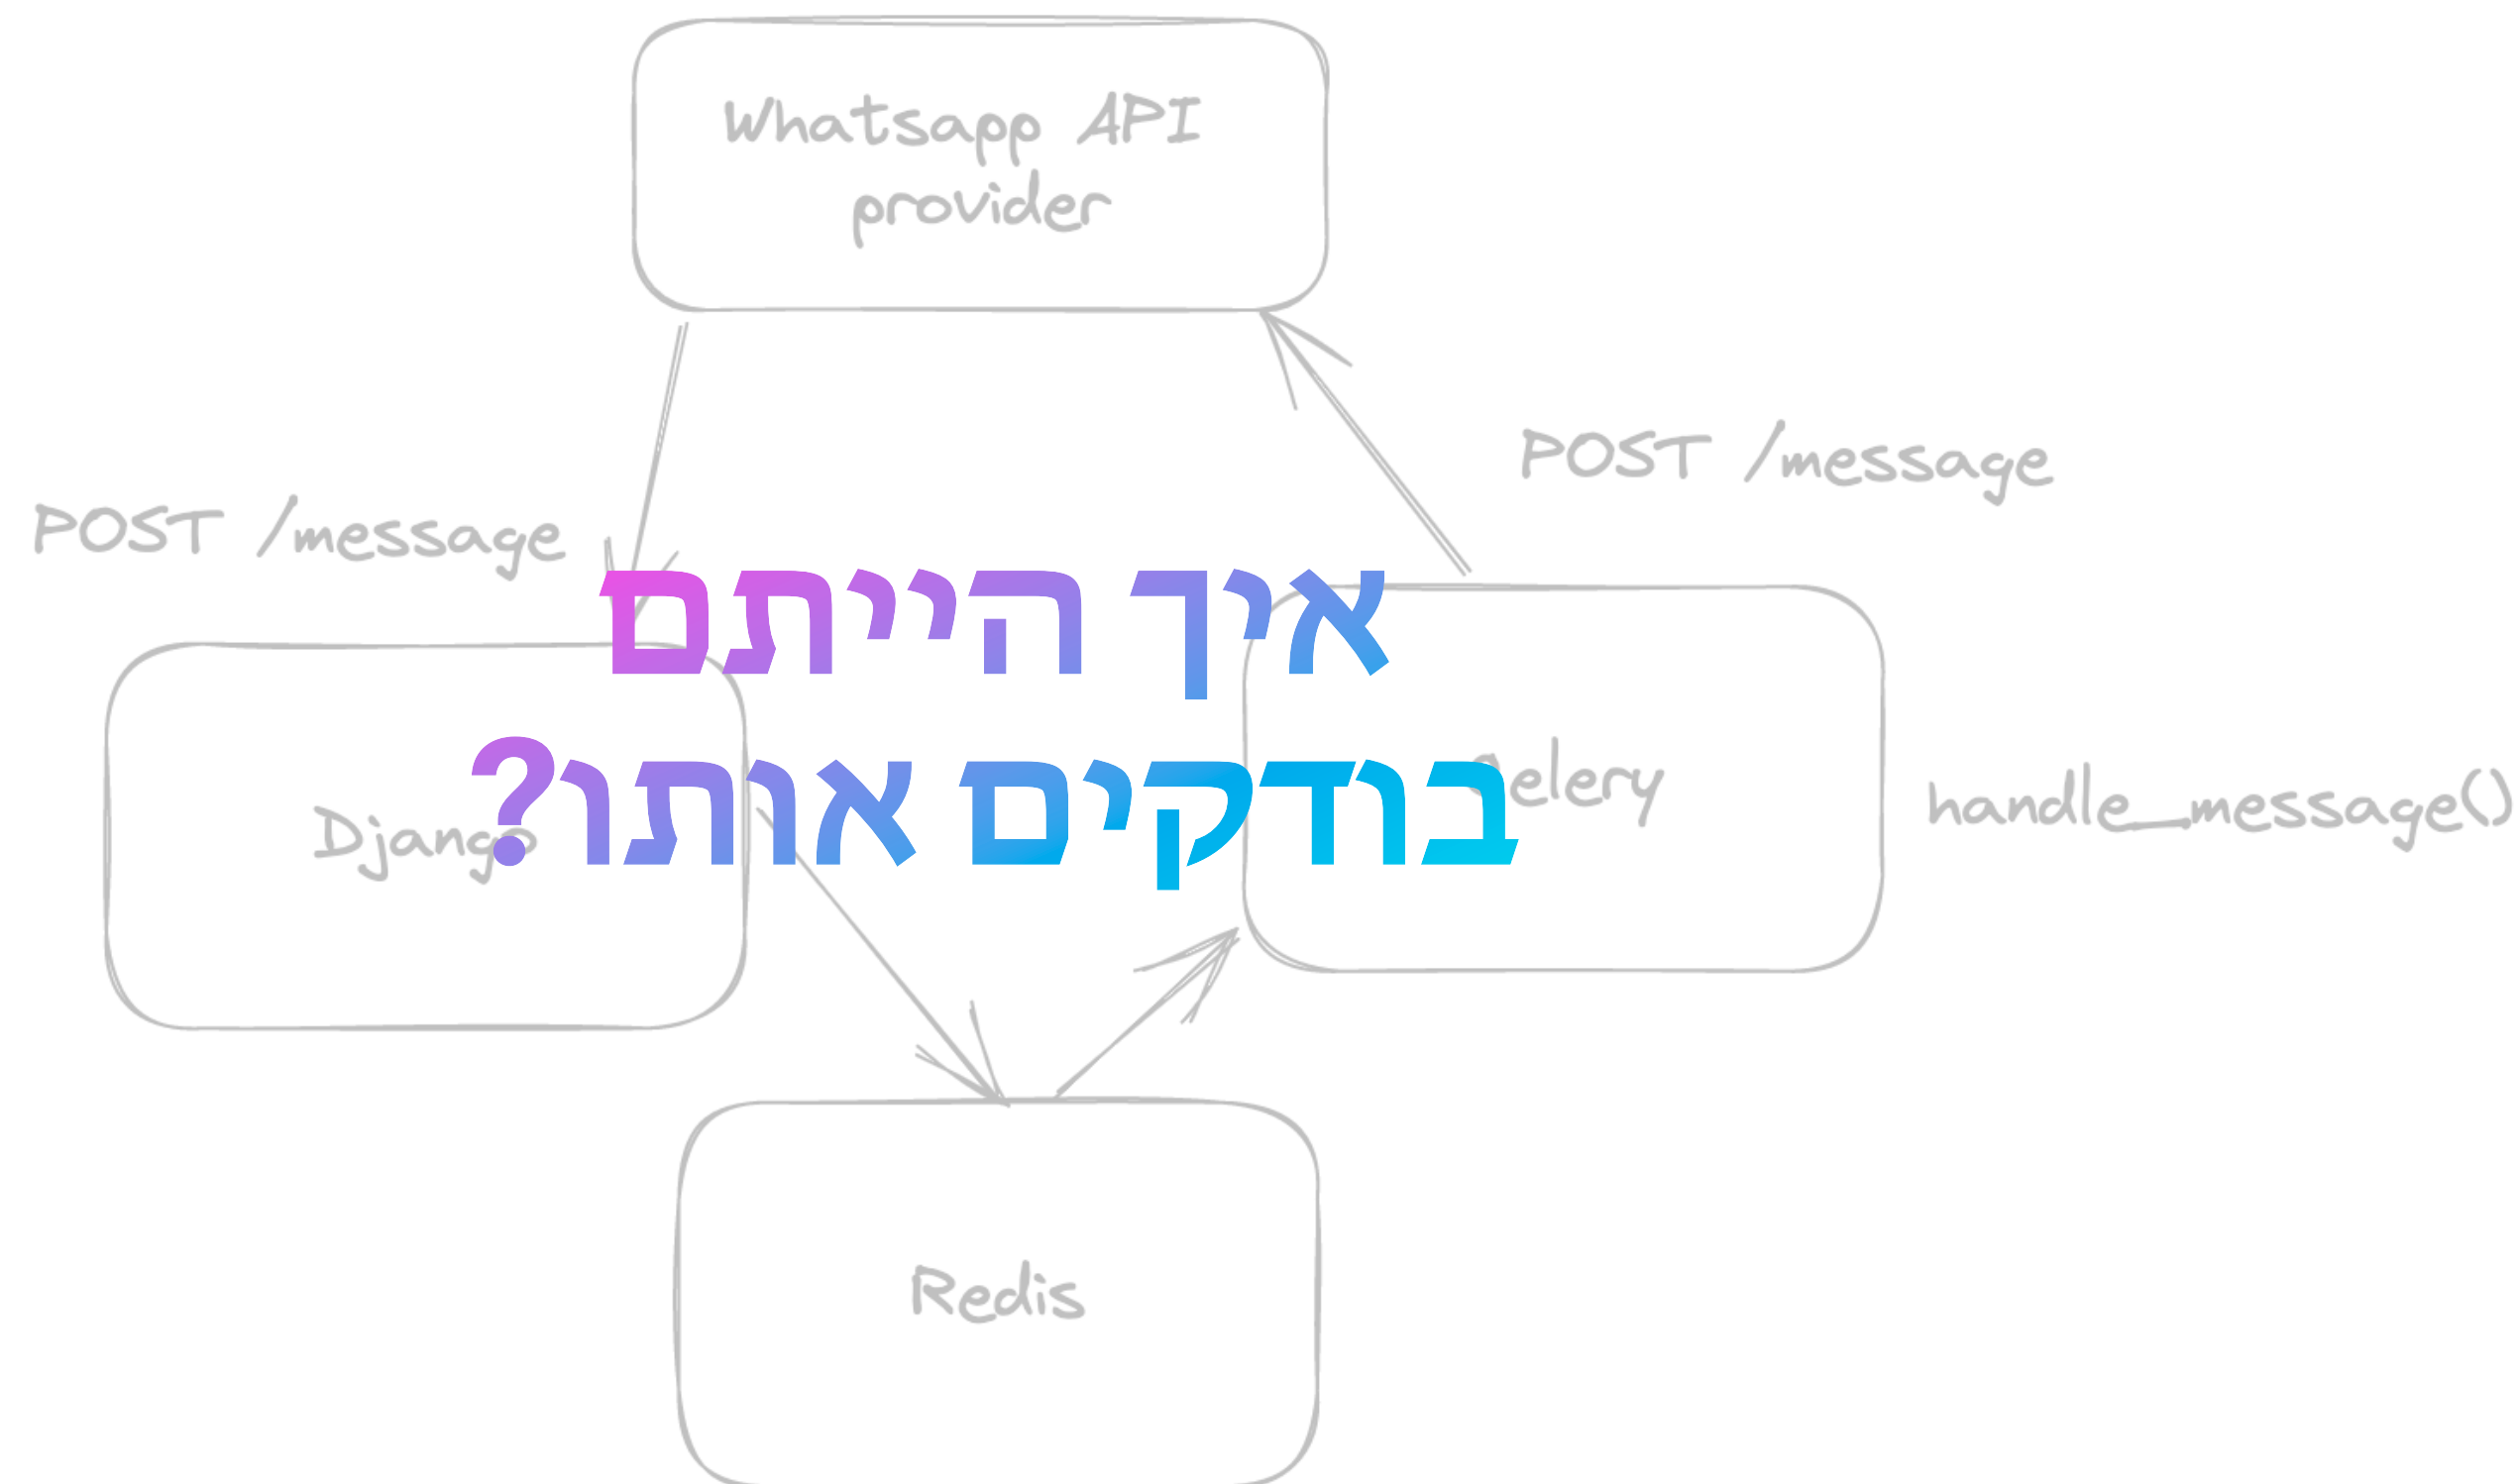 Whatsapp API
provider
POST /message
POST /message
איך הייתם
בודקים אותו?
Django
Celery
handle_message()
Redis